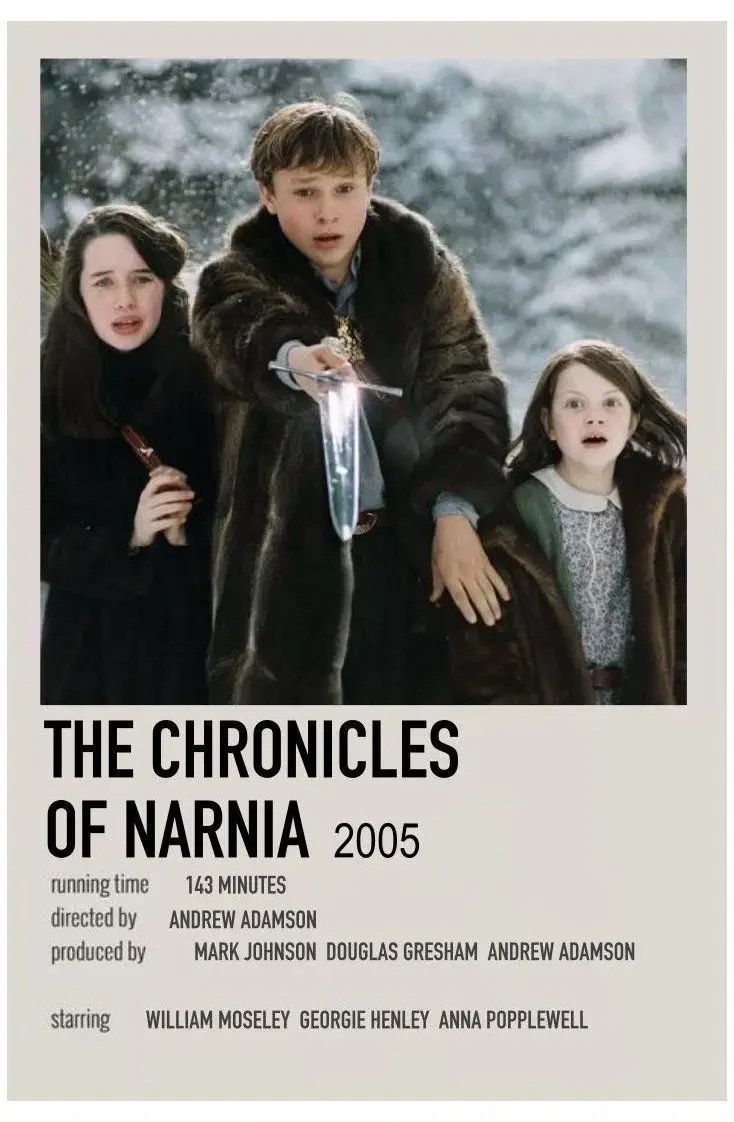 THE CHRONICLES
OF NARNIA 2005
running time 143 MINUTES
directed by ANDREW ADAMSON
produced by MARK JOHNSON DOUGLAS GRESHAM ANDREW ADAMSON
starring WILLIAM MOSELEY GEORGIE HENLEY ANNA POPPLEWELL